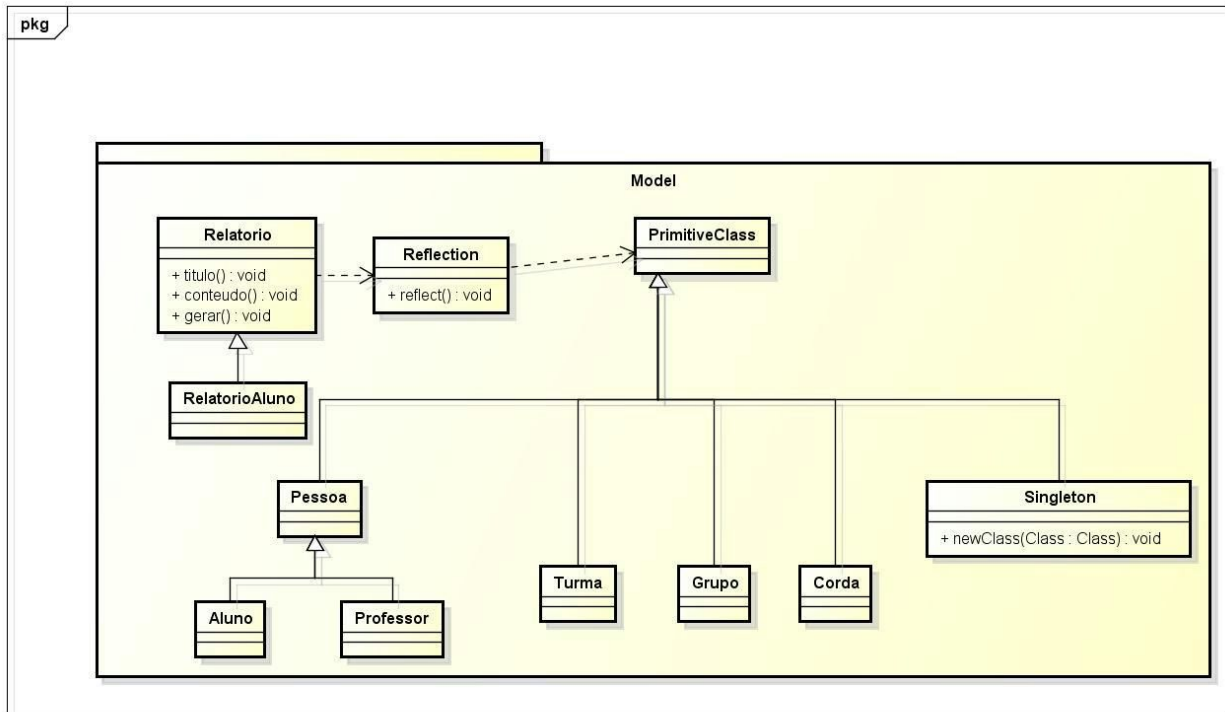 pkg
Model
Relatorio
+ titulo() : void
+ conteudo() : void
+ gerar() : void
Reflection
+ reflect() : void
PrimitiveClass
RelatorioAluno
Pessoa
Singleton
+ newClass(Class : Class) : void
Turma
Grupo
Corda
Aluno
Professor